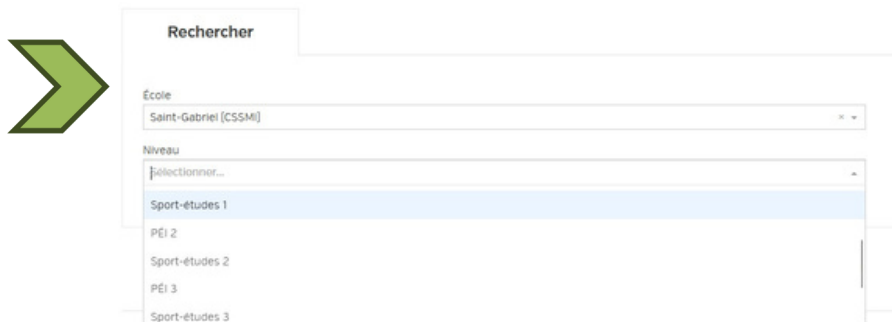 Rechercher
École
Saint-Gabriel [CSSMI]
Niveau
Sélectionner...
Sport-études 1
PÉI 2
Sport-études 2
PÉI 3
Sport-études 3